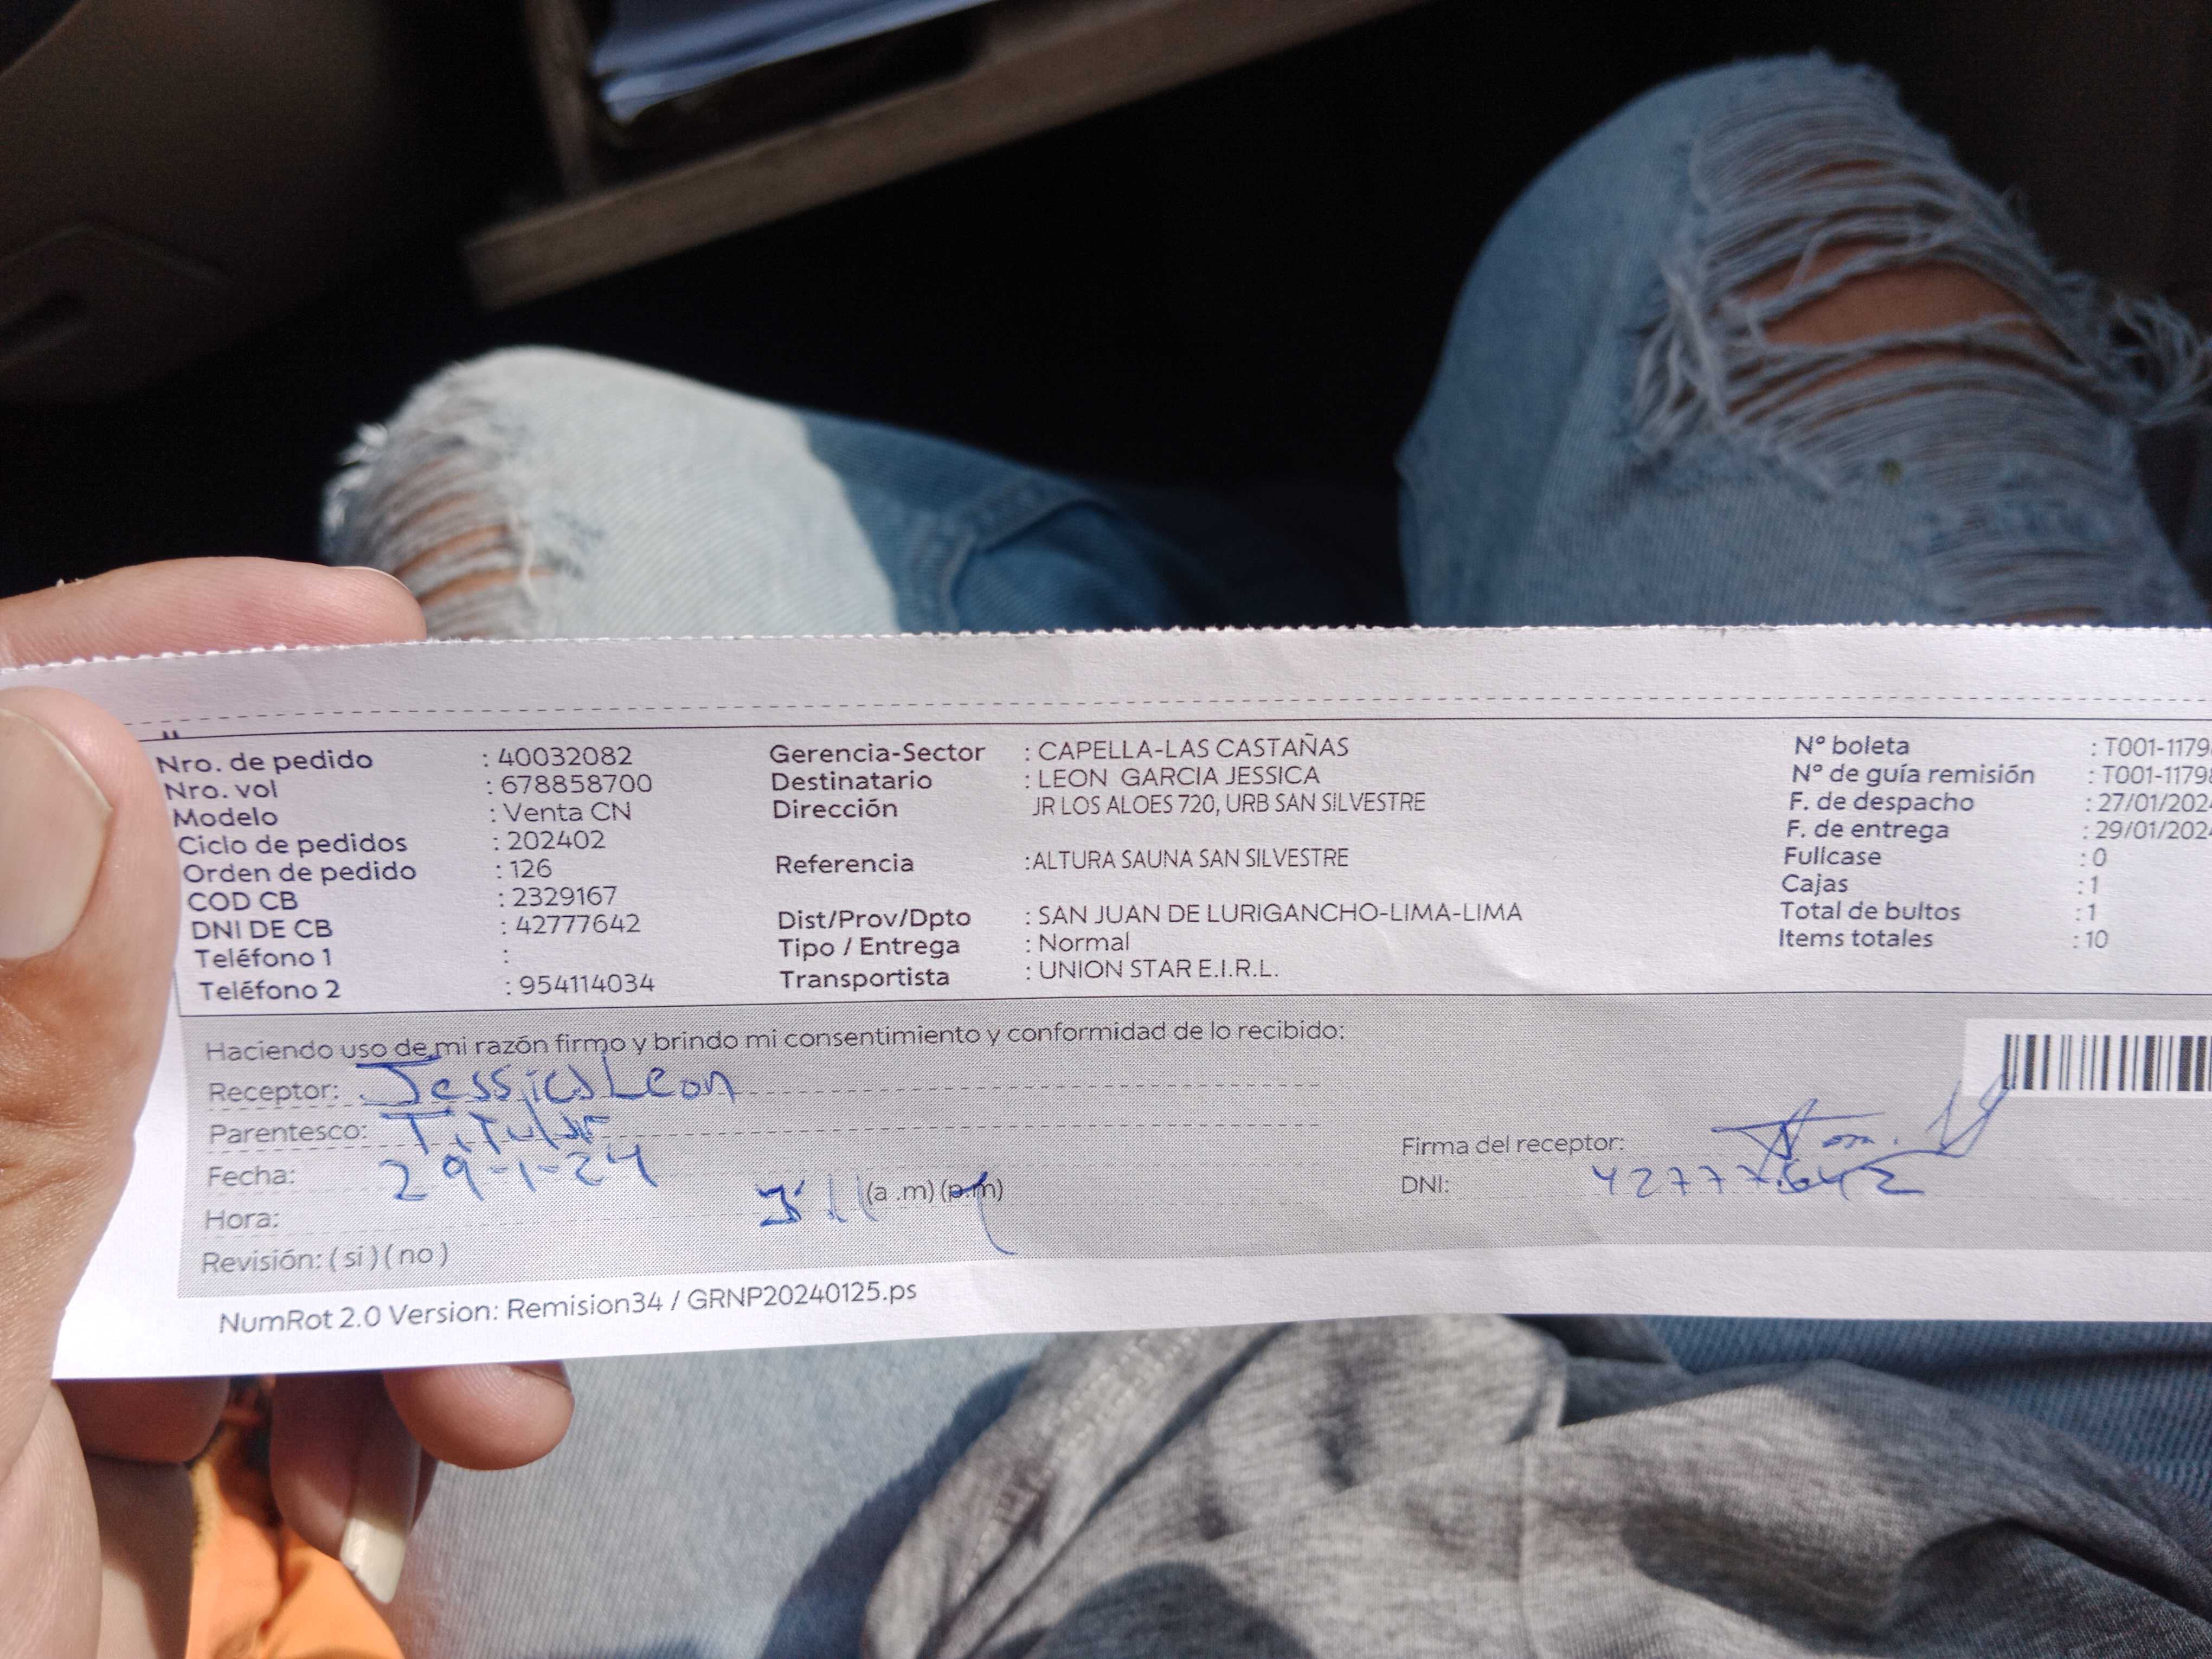 Nro. de pedido : 40032082
Nro. vol : 678858700
Modelo : Venta CN
Ciclo de pedidos : 202402
Orden de pedido : 126
COD CB : 2329167
DNI DE CB : 42777642
Teléfono 1 :
Teléfono 2 : 954114034
Gerencia-Sector : CAPELLA-LAS CASTAÑAS
Destinatario : LEON GARCIA JESSICA
Dirección JR LOS ALOES 720, URB SAN SILVESTRE
Referencia :ALTURA SAUNA SAN SILVESTRE
Dist/Prov/Dpto : SAN JUAN DE LURIGANCHO-LIMA-LIMA
Tipo / Entrega : Normal
Transportista : UNION STAR E.I.R.L.
N° boleta : T001-1179
N° de guía remisión : T001-1179
F. de despacho : 27/01/202
F. de entrega : 29/01/202
Fullcase : 0
Cajas : 1
Total de bultos : 1
Items totales : 10
Haciendo uso de mi razón firmo y brindo mi consentimiento y conformidad de lo recibido:
Receptor: Jessica Leon
Parentesco: Titular
Fecha: 29-1-24
Hora: (a .m) (p.m)
Revisión: ( si ) ( no )
Firma del receptor:
DNI: 42777642
NumRot 2.0 Version: Remision34 / GRNP20240125.ps